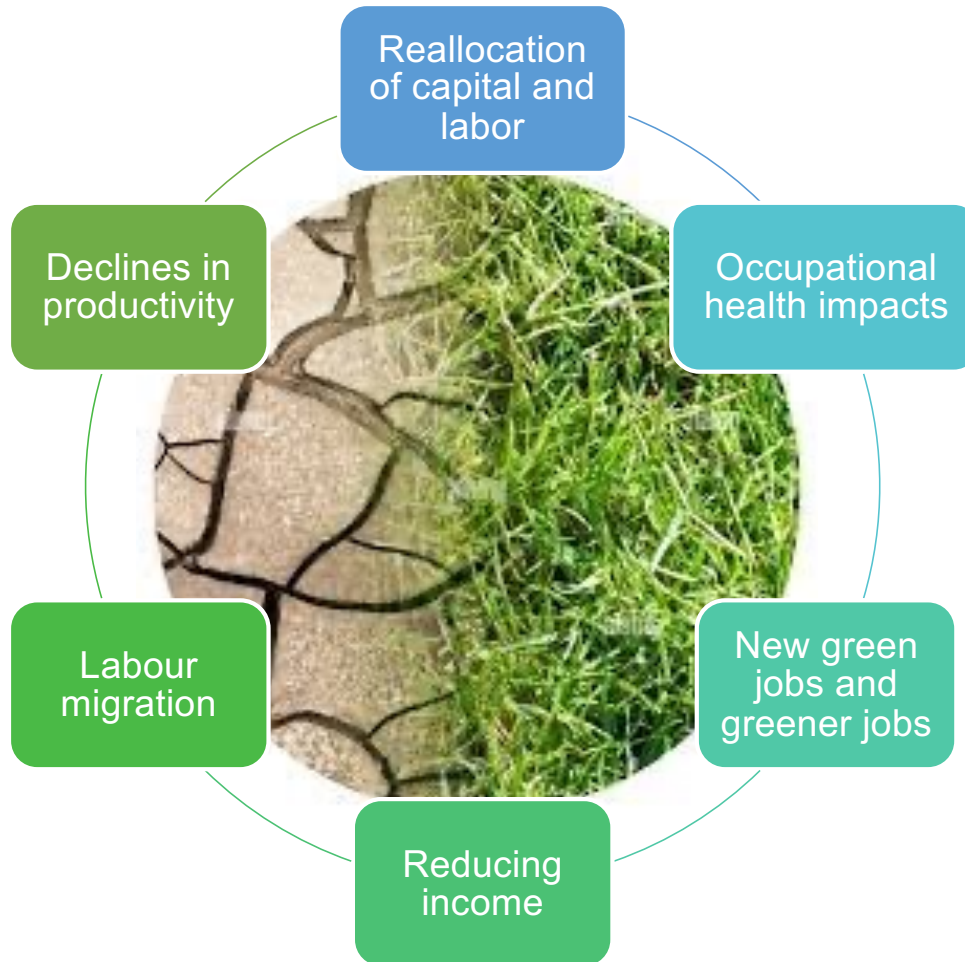 Reallocation
of capital and
labor
Occupational
health impacts
New green
jobs and
greener jobs
Reducing
income
Labour
migration
Declines in
productivity